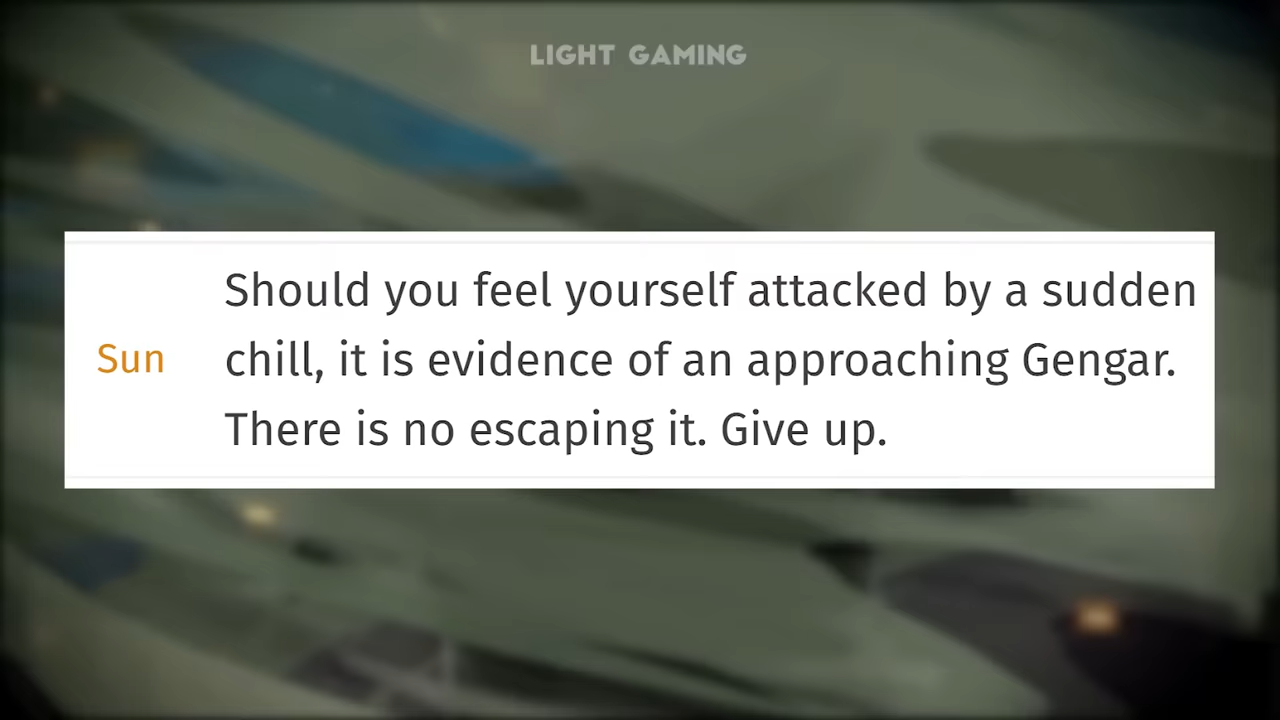 LIGHT GAMING
Should you feel yourself attacked by a sudden
Sun
chill, it is evidence of an approaching Gengar.
There is no escaping it. Give up.